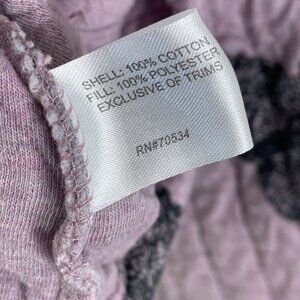 SHELL: 100% COTTON
FILL: 100% POLYESTER
EXCLUSIVE OF TRIMS
RN#70534